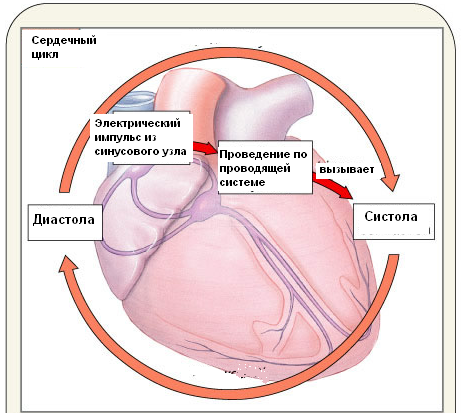 Сердечный
цикл
Электрический
импульс из
синусового узла
Проведение по
проводящей
системе
вызывает
Диастола
Систола